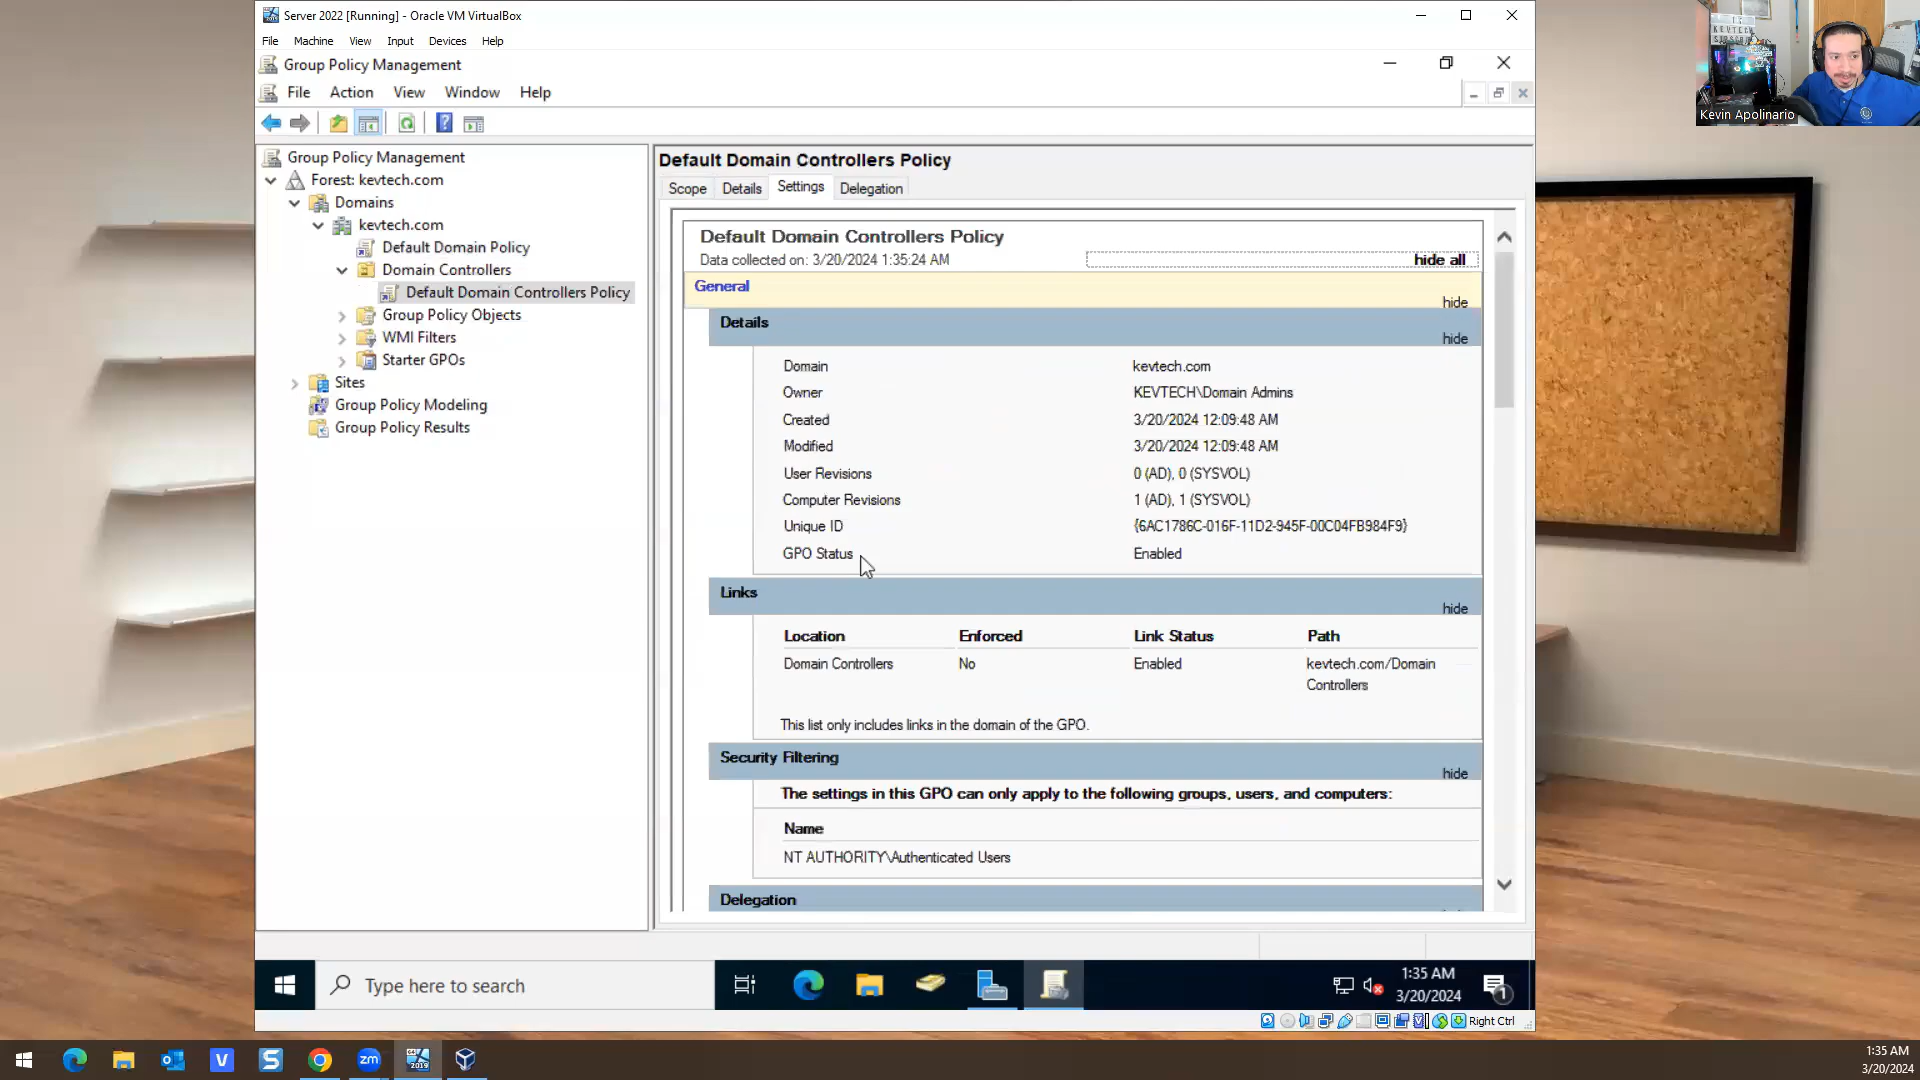 Server 2022 [Running] - Oracle VM VirtualBox
File Machine View Input Devices Help
Group Policy Management
File Action View Window Help
Group Policy Management
Forest: kevtech.com
Domains
kevtech.com
Default Domain Policy
Domain Controllers
Default Domain Controllers Policy
Group Policy Objects
WMI Filters
Starter GPOs
Sites
Group Policy Modeling
Group Policy Results
Default Domain Controllers Policy
Scope Details Settings Delegation
Default Domain Controllers Policy
Data collected on: 3/20/2024 1:35:24 AM hide all
General
hide
Details
hide
Domain kevtech.com
Owner KEVTECH\Domain Admins
Created 3/20/2024 12:09:48 AM
Modified 3/20/2024 12:09:48 AM
User Revisions 0 (AD), 0 (SYSVOL)
Computer Revisions 1 (AD), 1 (SYSVOL)
Unique ID {6AC1786C-016F-11D2-945F-00C04FB984F9}
GPO Status Enabled
Links
hide
Location Enforced Link Status Path
Domain Controllers No Enabled kevtech.com/Domain
Controllers
This list only includes links in the domain of the GPO.
Security Filtering
hide
The settings in this GPO can only apply to the following groups, users, and computers:
Name
NT AUTHORITY\Authenticated Users
Delegation
Type here to search
1:35 AM
3/20/2024
1
Right Ctrl
KEVTECH
Kevin Apolinario
V
S
zm
2019
1:35 AM
3/20/2024